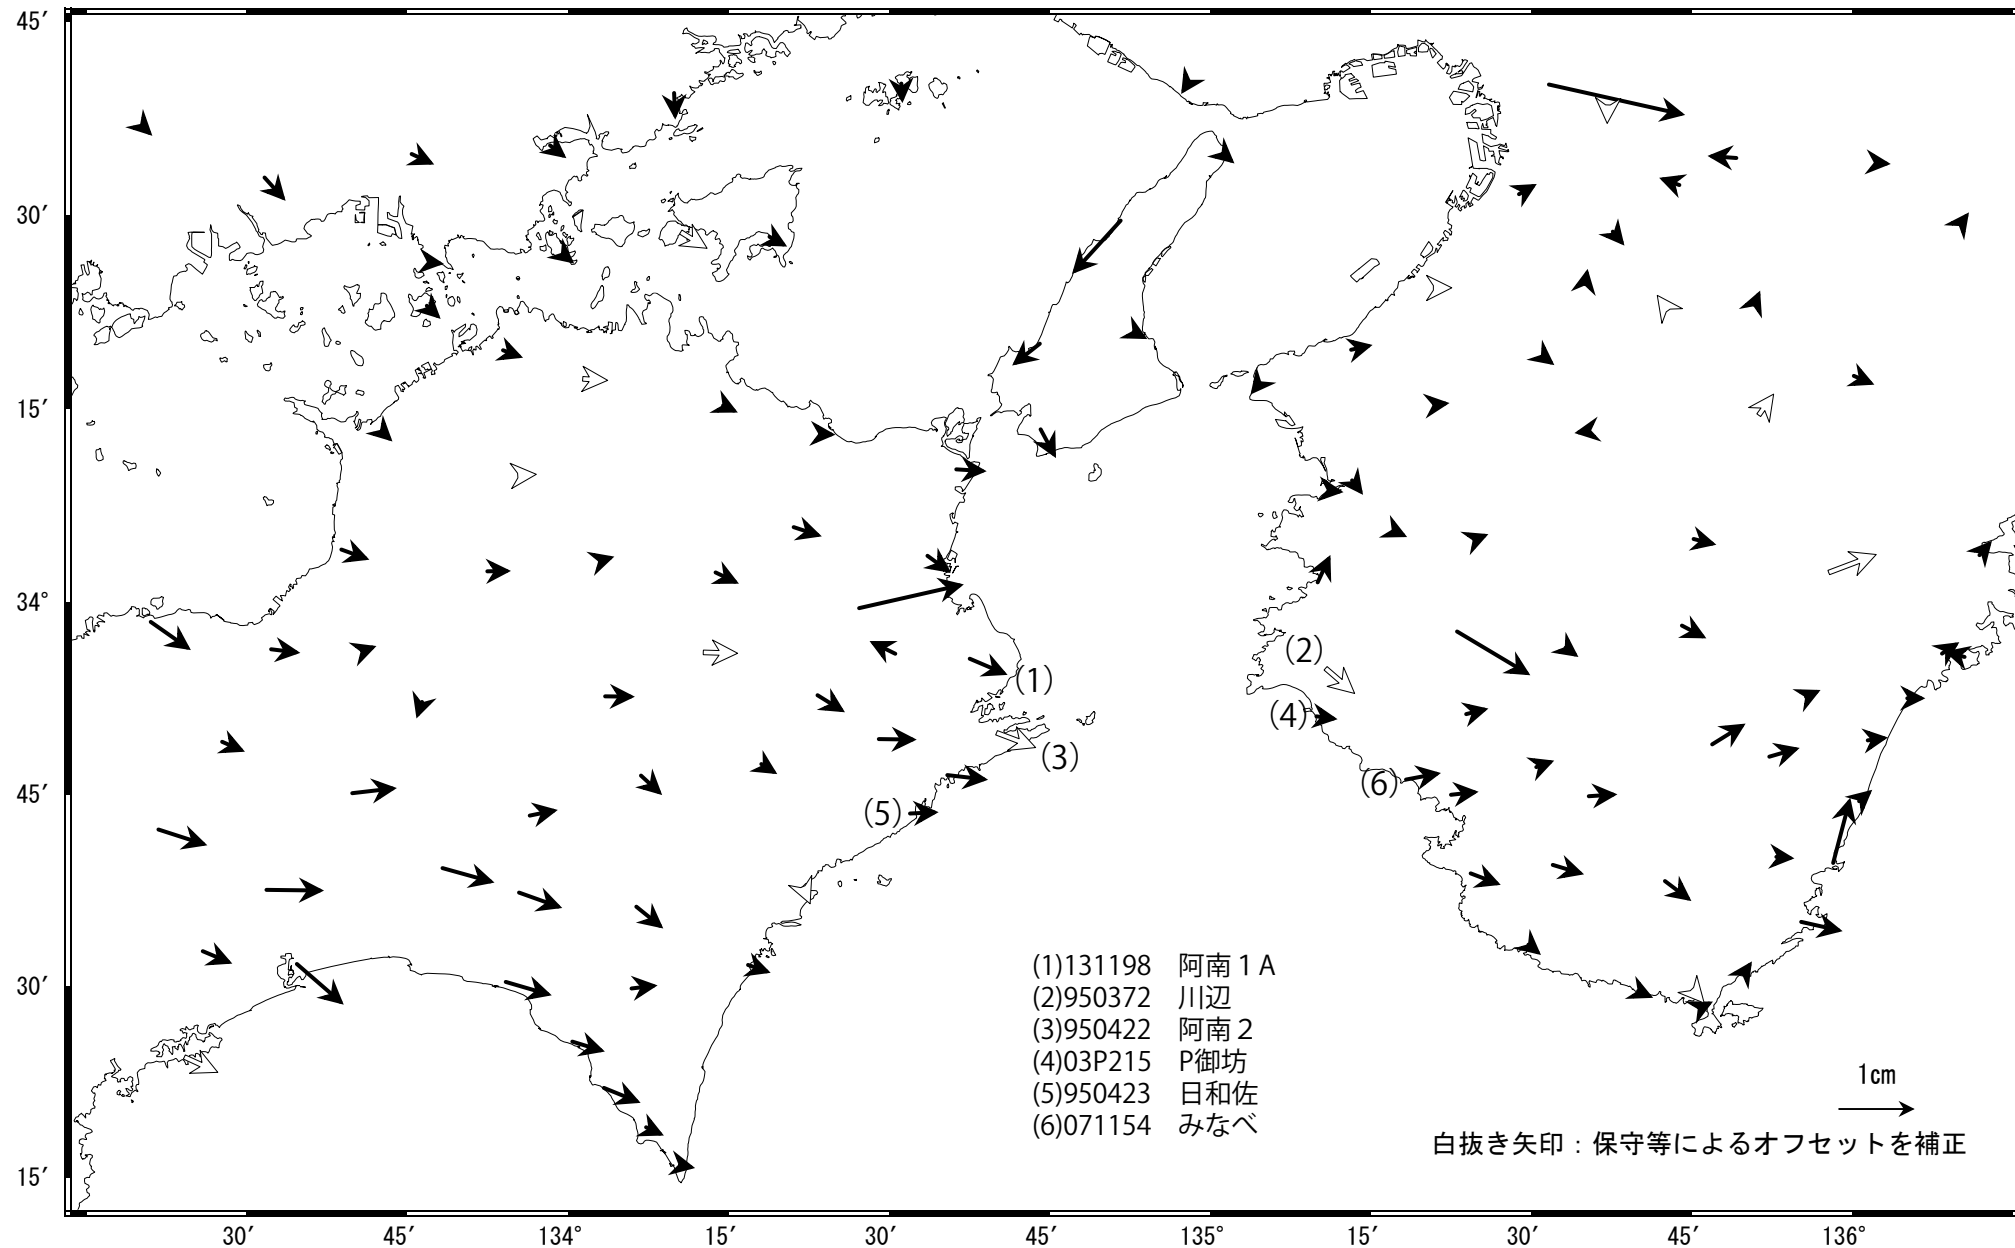 45′
30′
15′
34°
45′
30′
15′
(2)
(1)
(4)
(3)
(6)
(5)
(1)131198 阿南１A
(2)950372 川辺
(3)950422 阿南２
(4)03P215 P御坊
(5)950423 日和佐
(6)071154 みなべ
1cm
白抜き矢印：保守等によるオフセットを補正
30′ 45′ 134° 15′ 30′ 45′ 135° 15′ 30′ 45′ 136°